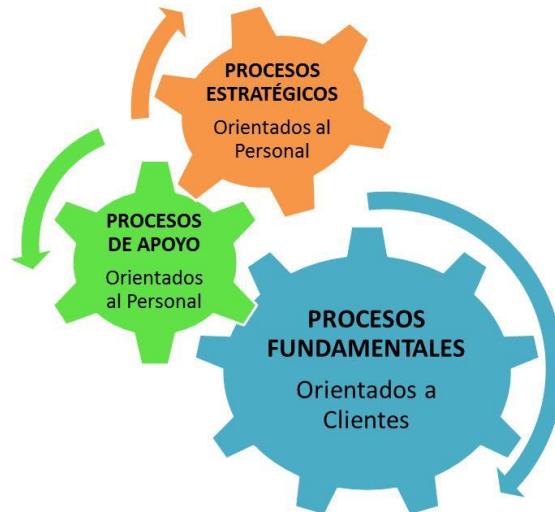 PROCESOS
ESTRATÉGICOS
Orientados al
Personal
PROCESOS
DE APOYO
Orientados
al Personal
PROCESOS
FUNDAMENTALES
Orientados a
Clientes